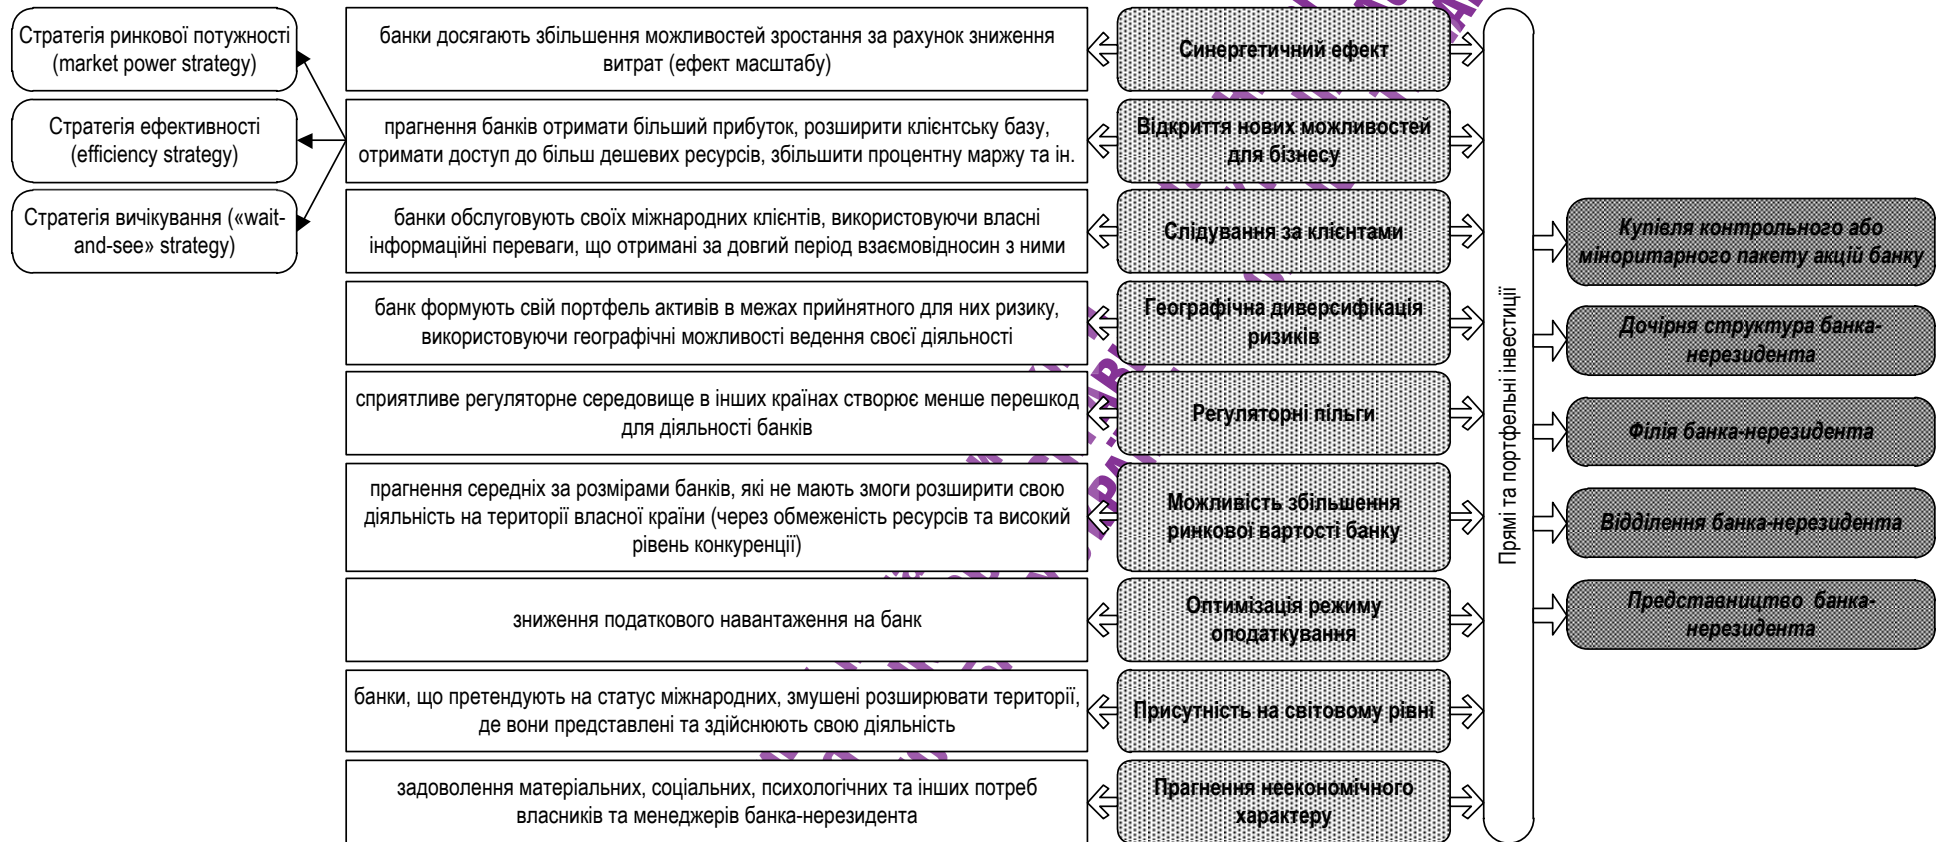 Стратегія ринкової потужності
(market power strategy)
Стратегія ефективності
(efficiency strategy)
Стратегія вичікування («wait-
and-see» strategy)
банки досягають збільшення можливостей зростання за рахунок зниження
витрат (ефект масштабу)
Синергетичний ефект
прагнення банків отримати більший прибуток, розширити клієнтську базу,
отримати доступ до більш дешевих ресурсів, збільшити процентну маржу та ін.
Відкриття нових можливостей
для бізнесу
банки обслуговують своїх міжнародних клієнтів, використовуючи власні
інформаційні переваги, що отримані за довгий період взаємовідносин з ними
Слідування за клієнтами
банк формують свій портфель активів в межах прийнятного для них ризику,
використовуючи географічні можливості ведення своєї діяльності
Географічна диверсифікація
ризиків
сприятливе регуляторне середовище в інших країнах створює менше перешкод
для діяльності банків
Регуляторні пільги
прагнення середніх за розмірами банків, які не мають змоги розширити свою
діяльність на території власної країни (через обмеженість ресурсів та високий
рівень конкуренції)
Можливість збільшення
ринкової вартості банку
зниження податкового навантаження на банк
Оптимізація режиму
оподаткування
банки, що претендують на статус міжнародних, змушені розширювати території,
де вони представлені та здійснюють свою діяльність
Присутність на світовому рівні
задоволення матеріальних, соціальних, психологічних та інших потреб
власників та менеджерів банка-нерезидента
Прагнення неекономічного
характеру
Прямі та портфельні інвестиції
Купівля контрольного або
міноритарного пакету акцій банку
Дочірня структура банка-
нерезидента
Філія банка-нерезидента
Відділення банка-нерезидента
Представництво банка-
нерезидента